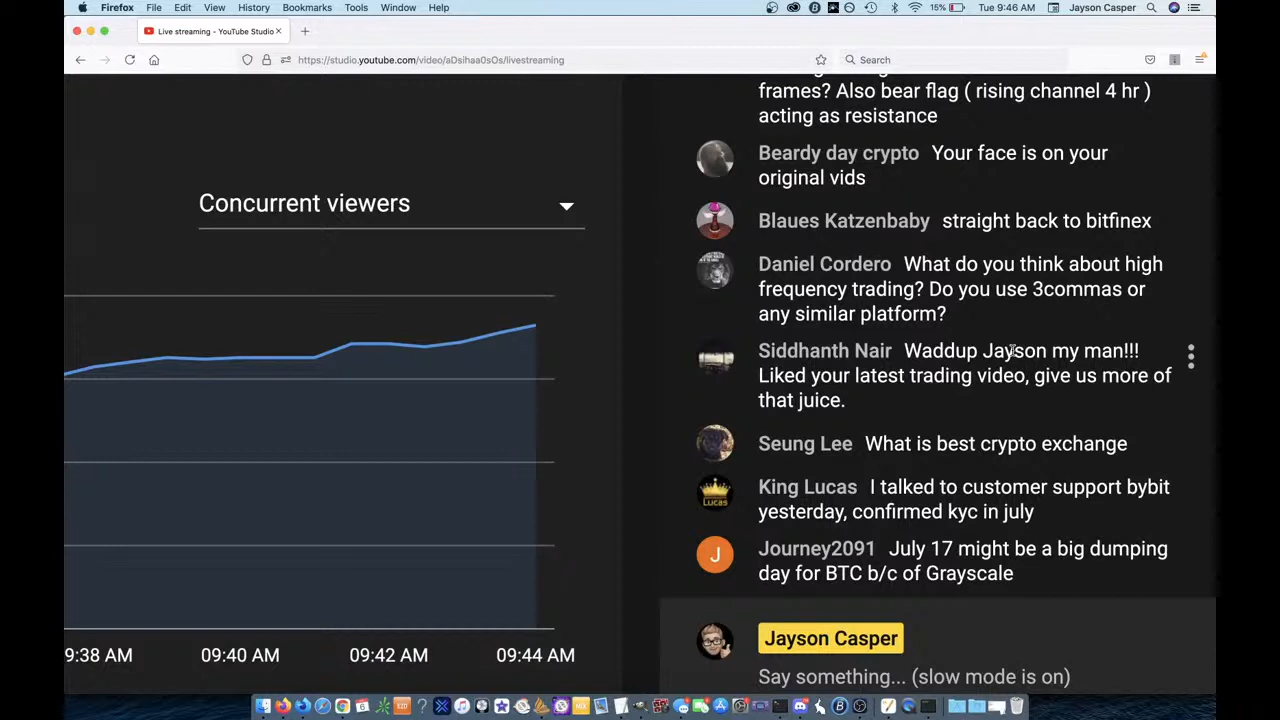 Firefox File Edit View History Bookmarks Tools Window Help 15% Tue 9:46 AM Jayson Casper
Live streaming - YouTube Studio
https://studio.youtube.com/video/aDsihaa0sOs/livestreaming Search
frames? Also bear flag ( rising channel 4 hr )
acting as resistance
Beardy day crypto Your face is on your
original vids
Concurrent viewers
Blaues Katzenbaby straight back to bitfinex
Daniel Cordero What do you think about high
frequency trading? Do you use 3commas or
any similar platform?
Siddhanth Nair Waddup Jayson my man!!!
Liked your latest trading video, give us more of
that juice.
Seung Lee What is best crypto exchange
King Lucas I talked to customer support bybit
yesterday, confirmed kyc in july
J Journey2091 July 17 might be a big dumping
day for BTC b/c of Grayscale
Jayson Casper
Say something... (slow mode is on)
9:38 AM 09:40 AM 09:42 AM 09:44 AM